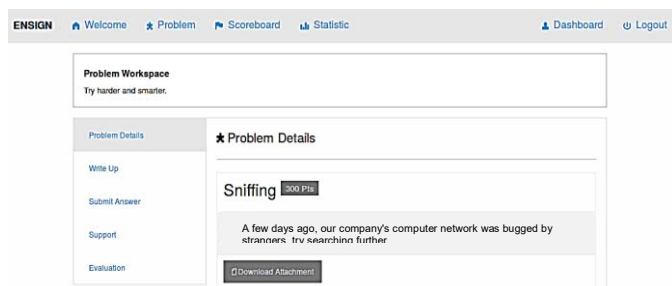 ENSIGN Welcome Problem Scoreboard Statistic Dashboard Logout
Problem Workspace
Try harder and smarter.
Problem Details
Write Up
Submit Answer
Support
Evaluation
Problem Details
Sniffing 300 Pts
A few days ago, our company's computer network was bugged by
strangers, try searching further
Download Attachment